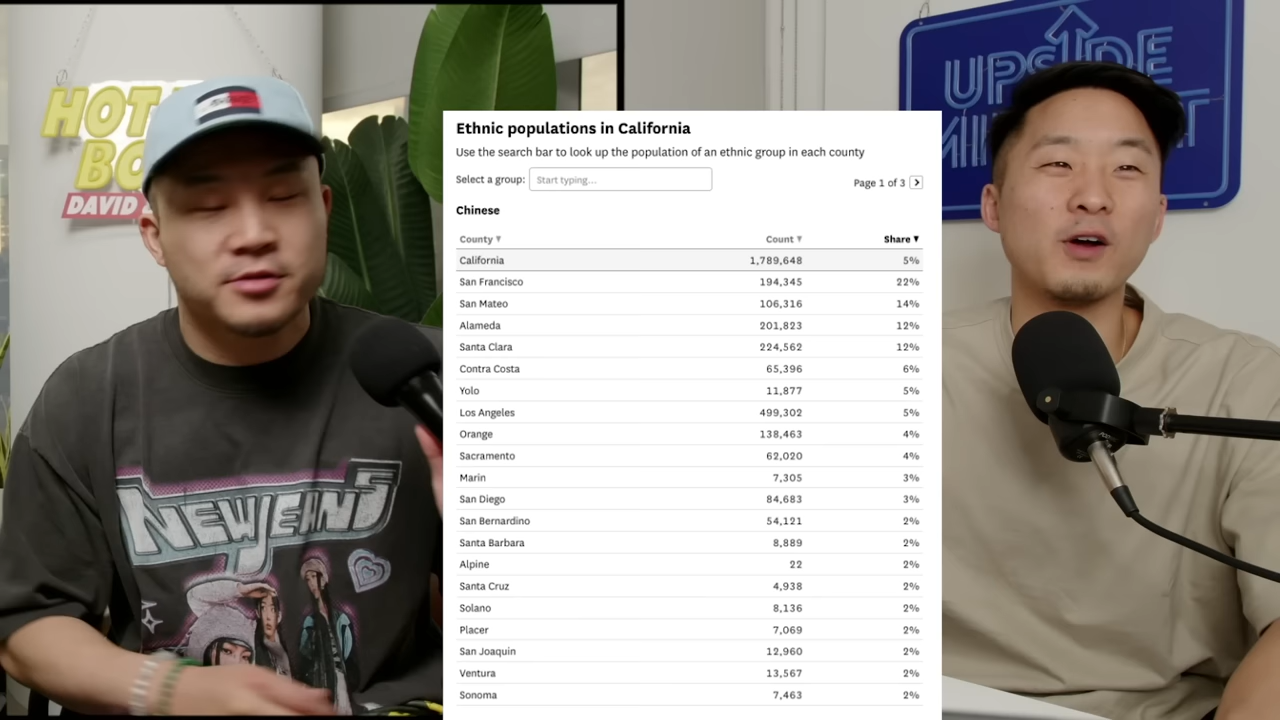 HOT
BO
DAVID
NEWJEANS
UPSIDE
Ethnic populations in California
Use the search bar to look up the population of an ethnic group in each county
Select a group: Start typing...
Page 1 of 3 >
Chinese
County Count Share
California 1,789,648 5%
San Francisco 194,345 22%
San Mateo 106,316 14%
Alameda 201,823 12%
Santa Clara 224,562 12%
Contra Costa 65,396 6%
Yolo 11,877 5%
Los Angeles 499,302 5%
Orange 138,463 4%
Sacramento 62,020 4%
Marin 7,305 3%
San Diego 84,683 3%
San Bernardino 54,121 2%
Santa Barbara 8,889 2%
Alpine 22 2%
Santa Cruz 4,938 2%
Solano 8,136 2%
Placer 7,069 2%
San Joaquin 12,960 2%
Ventura 13,567 2%
Sonoma 7,463 2%